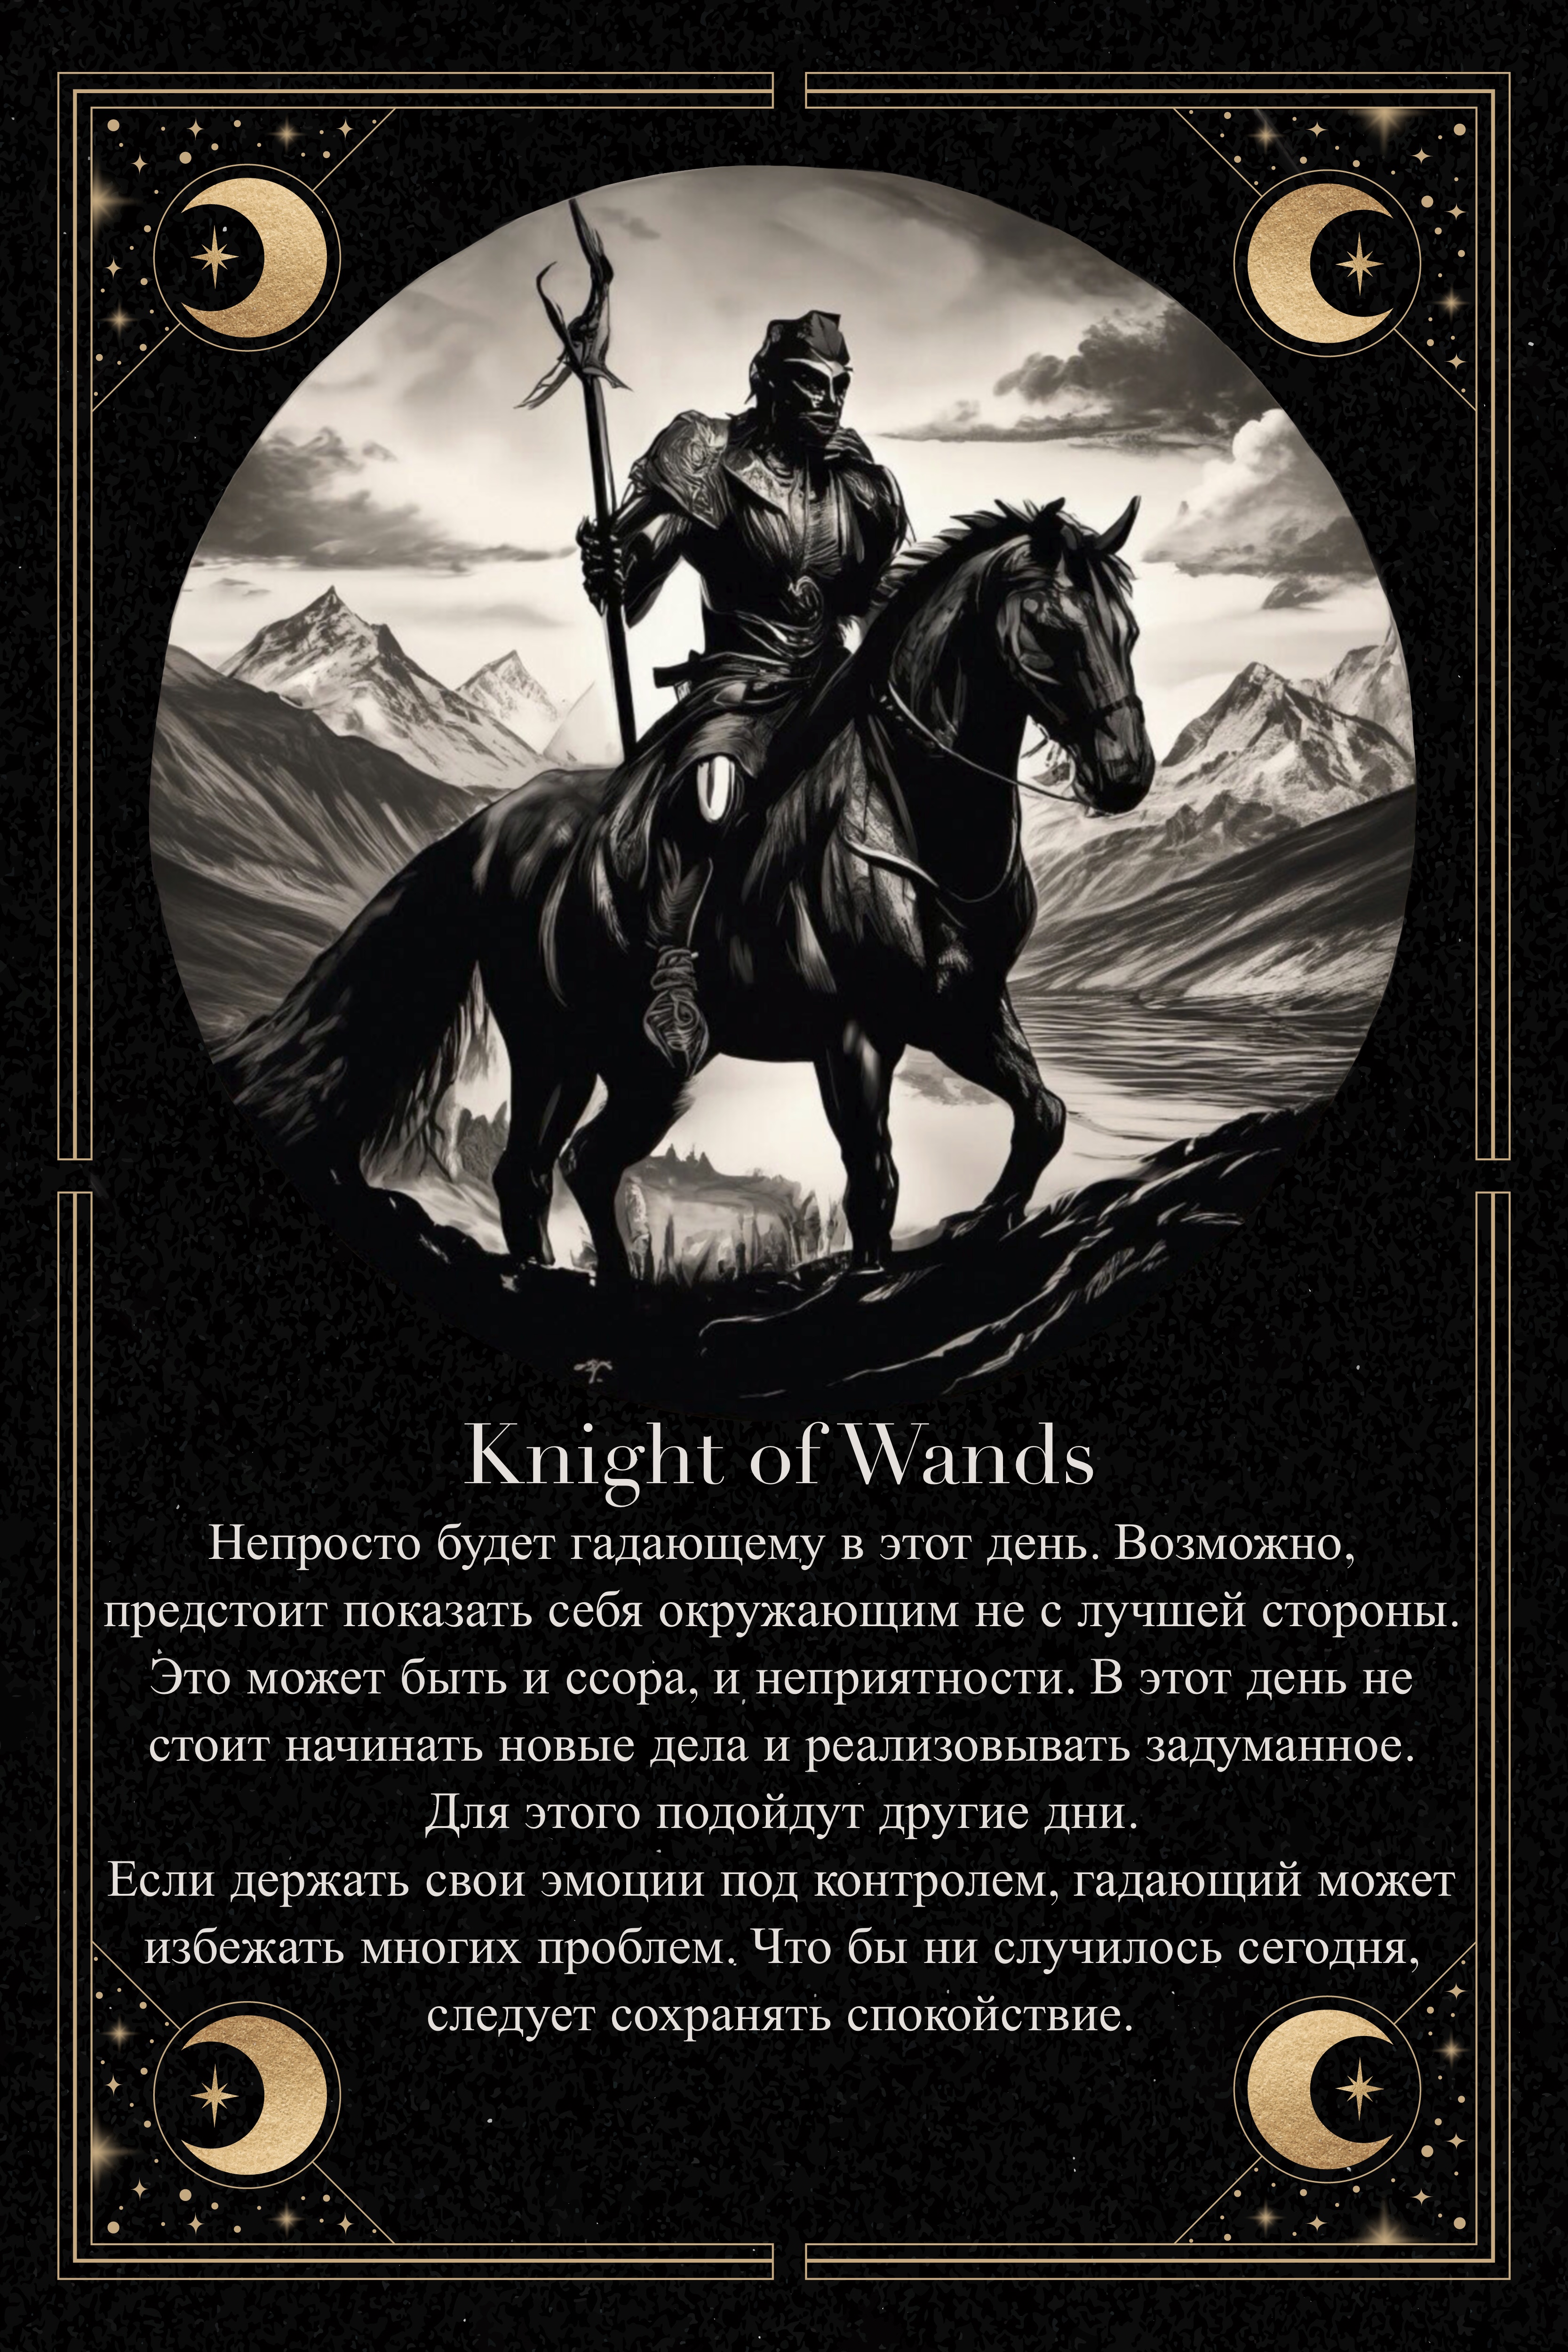 Knight of Wands
Непросто будет гадающему в этот день. Возможно,
предстоит показать себя окружающим не с лучшей стороны.
Это может быть и ссора, и неприятности. В этот день не
стоит начинать новые дела и реализовывать задуманное.
Для этого подойдут другие дни.
Если держать свои эмоции под контролем, гадающий может
избежать многих проблем. Что бы ни случилось сегодня,
следует сохранять спокойствие.